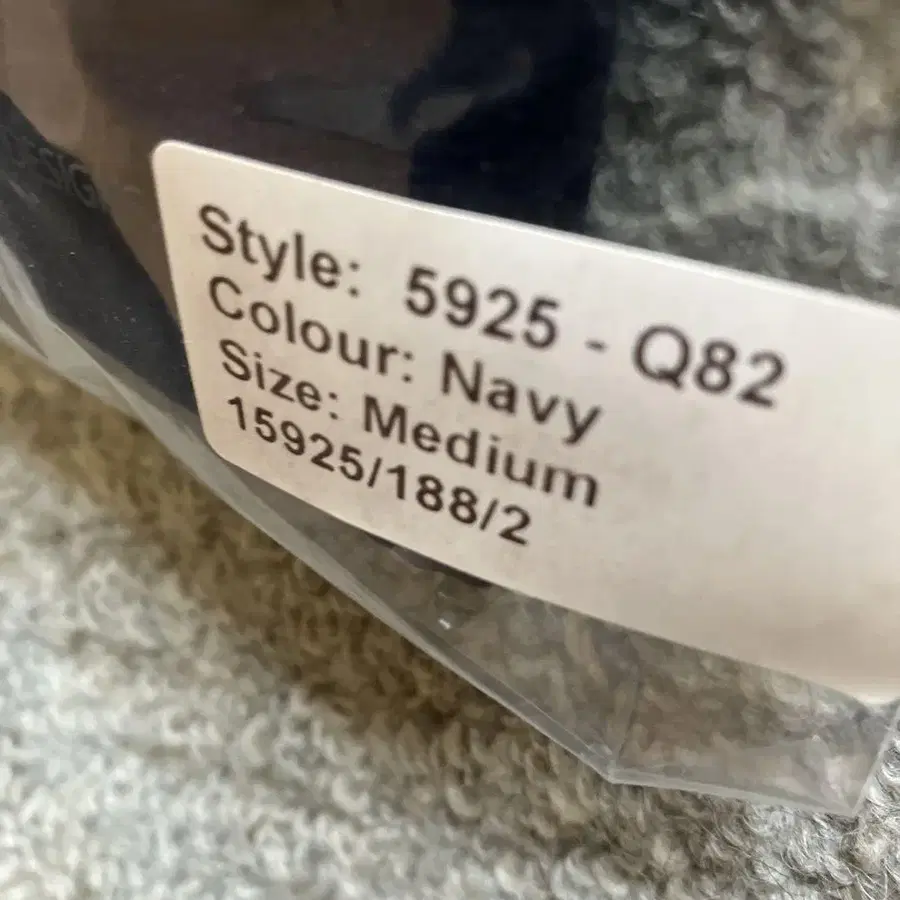 Style: 5925 - Q82
Colour: Navy
Size: Medium
15925/188/2